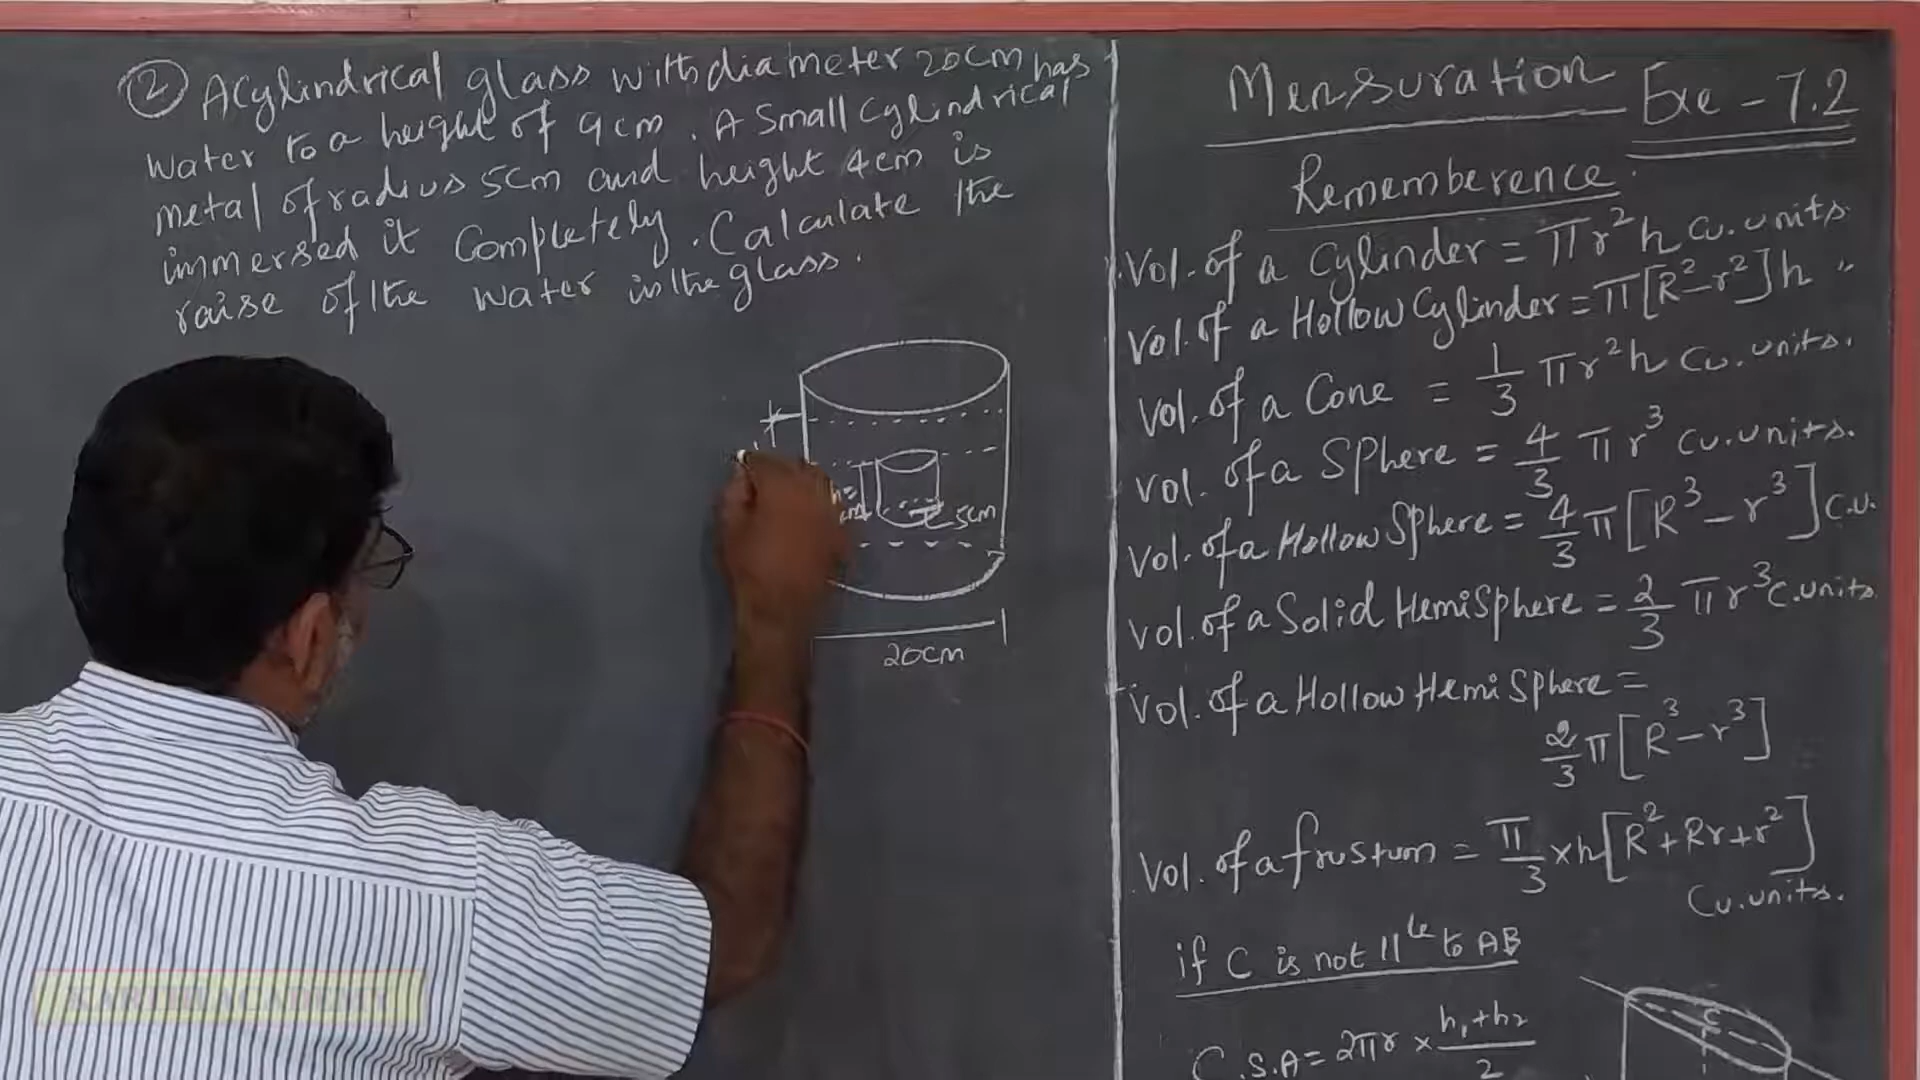 ② A Cylindrical glass with diameter 20cm has
Water to a height of 9cm. A Small Cylindrical
metal of radius 5cm and height 4cm is
immersed it Completely. Calculate the
raise of the water in the glass.
h=
cm
5cm
20cm
Mensuration Exe - 7.2
Rememberence
Vol. of a Cylinder = πr²h Cu.units
Vol. of a Hollow Cylinder = π[R²-r²]h "
Vol. of a Cone = 1/3 πr²h Cu.units.
Vol. of a Sphere = 4/3 πr³ Cu.units.
Vol. of a Hollow Sphere = 4/3 π[R³-r³] C.U.
Vol. of a Solid HemiSphere = 2/3 πr³ C.units
Vol. of a Hollow Hemi Sphere =
2/3 π[R³-r³]
Vol. of a frustum = π/3 ×h[R²+Rr+r²]
Cu.units.
if C is not ||le to AB
C.S.A = 2πr × h₁+h₂/2
C
KARTHI ACADEMY